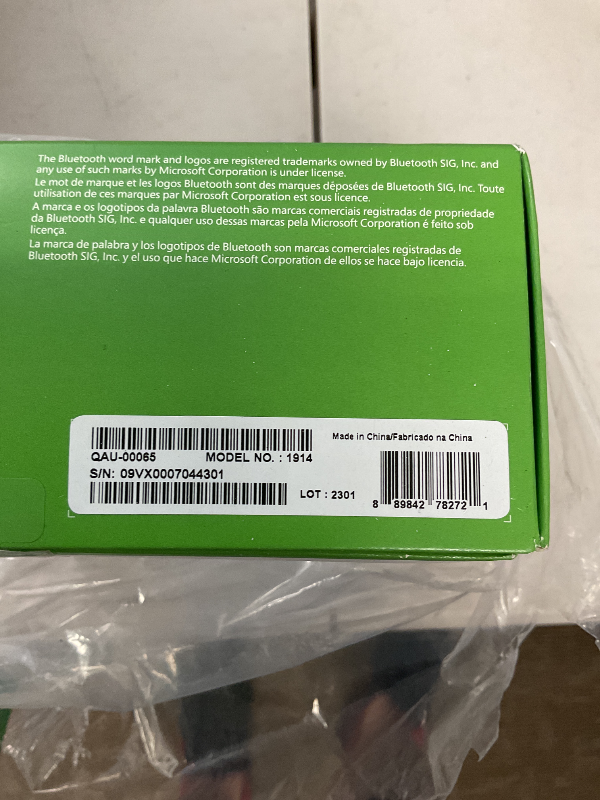 The Bluetooth word mark and logos are registered trademarks owned by Bluetooth SIG, Inc. and
any use of such marks by Microsoft Corporation is under license.
Le mot de marque et les logos Bluetooth sont des marques déposées de Bluetooth SIG, Inc. Toute
utilisation de ces marques par Microsoft Corporation est sous licence.
A marca e os logotipos da palavra Bluetooth são marcas comerciais registradas de propriedade
da Bluetooth SIG, Inc. e qualquer uso dessas marcas pela Microsoft Corporation é feito sob
licença.
La marca de palabra y los logotipos de Bluetooth son marcas comerciales registradas de
Bluetooth SIG, Inc. y el uso que hace Microsoft Corporation de ellos se hace bajo licencia.
Made in China/Fabricado na China
QAU-00065 MODEL NO. : 1914
S/N: 09VX0007044301
LOT : 2301
8 89842 78272 1